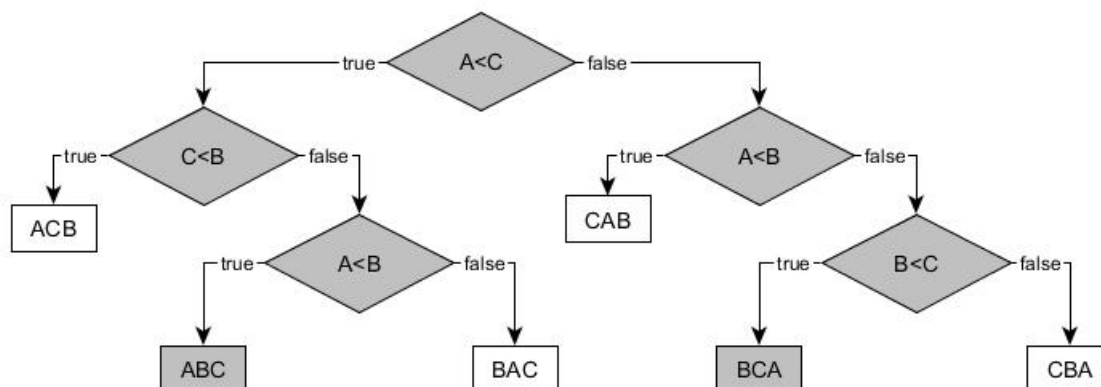 A<C
true
false
C<B
A<B
true
false
true
false
ACB
CAB
A<B
B<C
true
false
true
false
ABC
BAC
BCA
CBA